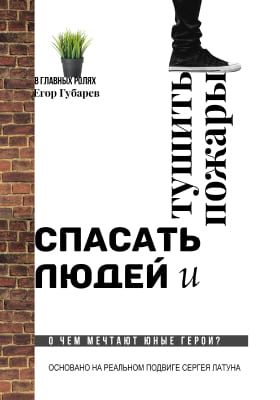 В ГЛАВНЫХ РОЛЯХ
Егор Губарев
тушить
пожары
СПАСАТЬ
ЛЮДЕЙ и
О ЧЕМ МЕЧТАЮТ ЮНЫЕ ГЕРОИ?
ОСНОВАНО НА РЕАЛЬНОМ ПОДВИГЕ СЕРГЕЯ ЛАТУНА